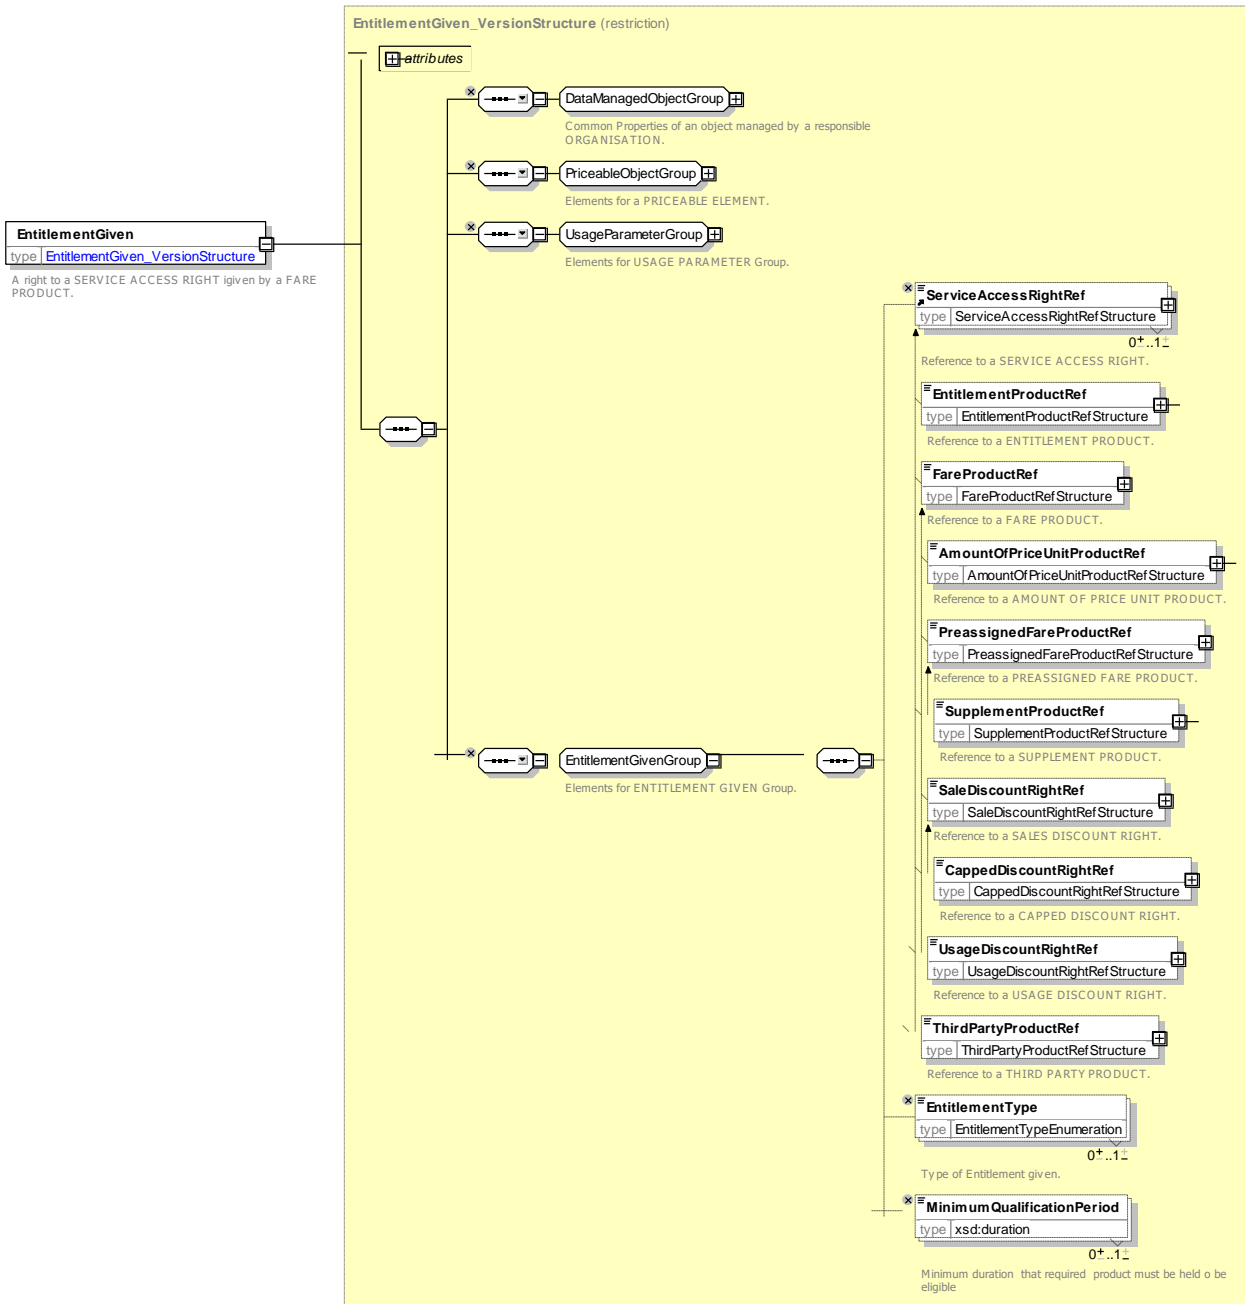 EntitlementGiven_VersionStructure (restriction)
attributes
DataManagedObjectGroup
Common Properties of an object managed by a responsible
ORGANISATION.
PriceableObjectGroup
Elements for a PRICEABLE ELEMENT.
UsageParameterGroup
Elements for USAGE PARAMETER Group.
EntitlementGiven
type EntitlementGiven_VersionStructure
A right to a SERVICE ACCESS RIGHT igiven by a FARE
PRODUCT.
ServiceAccessRightRef
type ServiceAccessRightRefStructure
0..1
Reference to a SERVICE ACCESS RIGHT.
EntitlementProductRef
type EntitlementProductRefStructure
Reference to a ENTITLEMENT PRODUCT.
FareProductRef
type FareProductRefStructure
Reference to a FARE PRODUCT.
AmountOfPriceUnitProductRef
type AmountOfPriceUnitProductRefStructure
Reference to a AMOUNT OF PRICE UNIT PRODUCT.
PreassignedFareProductRef
type PreassignedFareProductRefStructure
Reference to a PREASSIGNED FARE PRODUCT.
SupplementProductRef
type SupplementProductRefStructure
Reference to a SUPPLEMENT PRODUCT.
EntitlementGivenGroup
Elements for ENTITLEMENT GIVEN Group.
SaleDiscountRightRef
type SaleDiscountRightRefStructure
Reference to a SALES DISCOUNT RIGHT.
CappedDiscountRightRef
type CappedDiscountRightRefStructure
Reference to a CAPPED DISCOUNT RIGHT.
UsageDiscountRightRef
type UsageDiscountRightRefStructure
Reference to a USAGE DISCOUNT RIGHT.
ThirdPartyProductRef
type ThirdPartyProductRefStructure
Reference to a THIRD PARTY PRODUCT.
EntitlementType
type EntitlementTypeEnumeration
0..1
Type of Entitlement given.
MinimumQualificationPeriod
type xsd:duration
0..1
Minimum duration that required product must be held o be
eligible